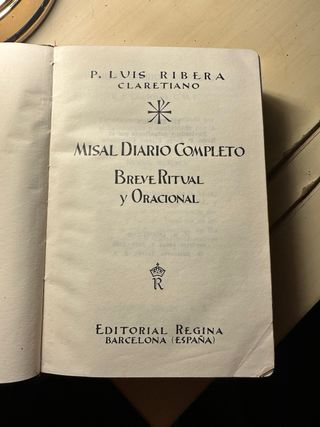 P. LUIS RIBERA
CLARETIANO
MISAL DIARIO COMPLETO
BREVE RITUAL
Y ORACIONAL
R
EDITORIAL REGINA
BARCELONA (ESPAÑA)